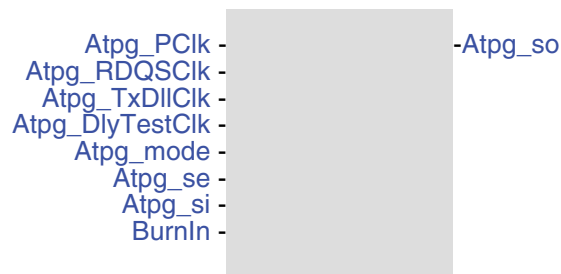 Atpg_PClk -
-Atpg_so
Atpg_RDQSClk -
Atpg_TxDllClk -
Atpg_DlyTestClk -
Atpg_mode -
Atpg_se -
Atpg_si -
BurnIn -